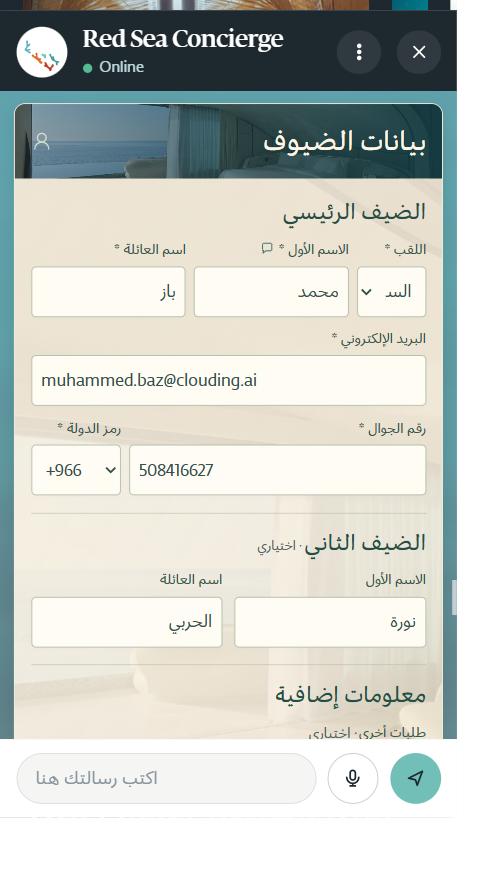 Red Sea Concierge
Online
بيانات الضيوف
الضيف الرئيسي
اللقب *
الاسم الأول *
اسم العائلة *
السـ
محمد
باز
البريد الإلكتروني *
muhammed.baz@clouding.ai
رقم الجوال *
رمز الدولة *
508416627
+966
الضيف الثاني · اختياري
الاسم الأول
اسم العائلة
نورة
الحربي
معلومات إضافية
طلبات أخرى · اختياري
اكتب رسالتك هنا